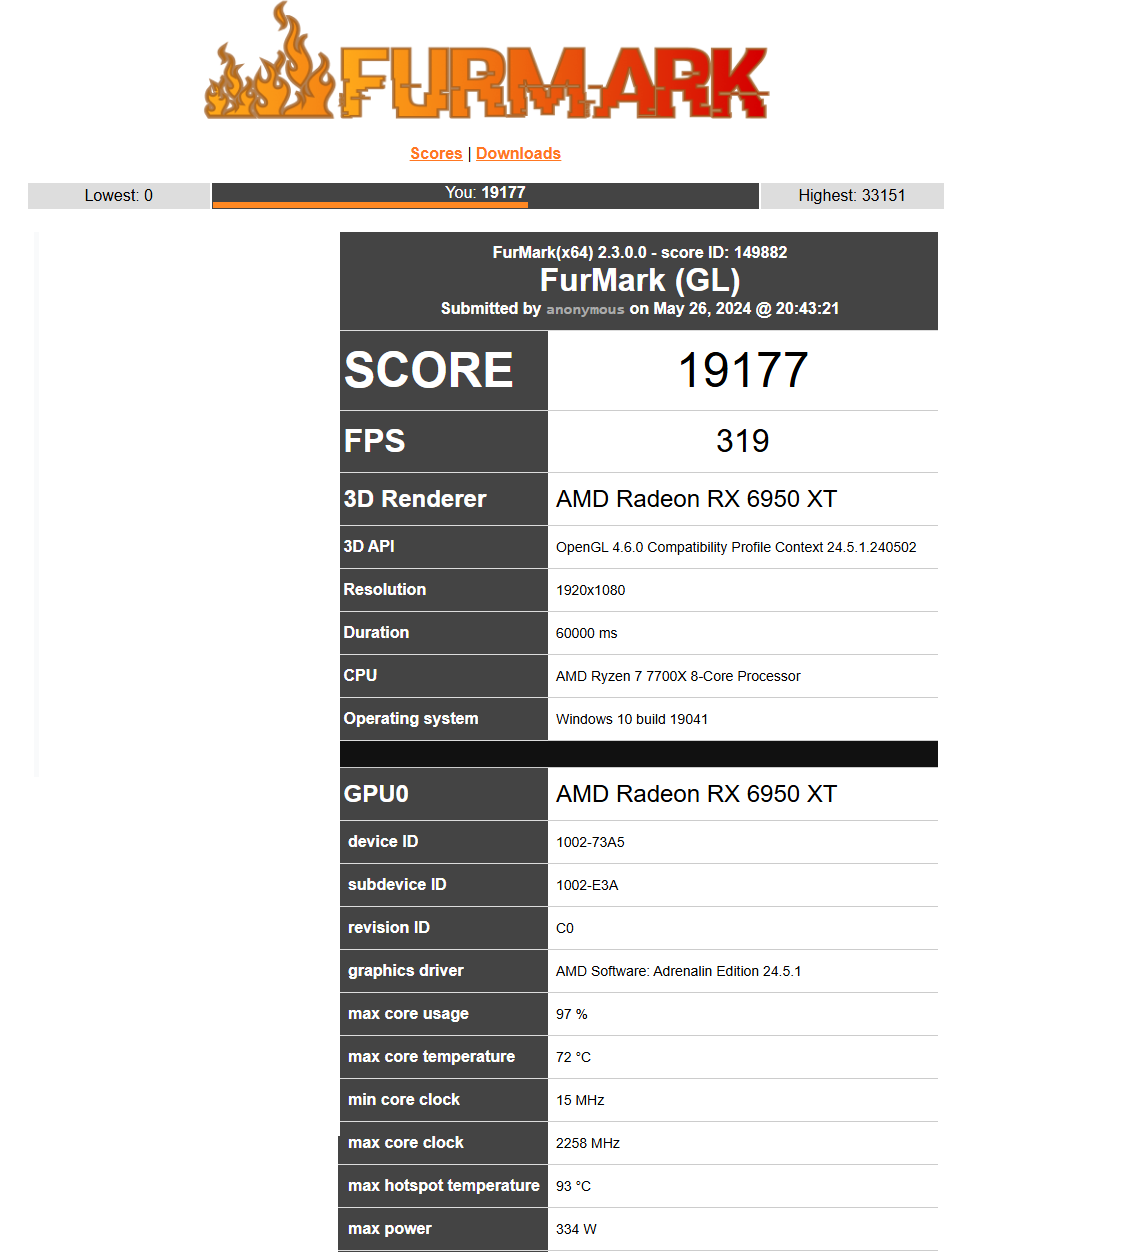 FURMARK
Scores | Downloads
Lowest: 0
You: 19177
Highest: 33151
FurMark(x64) 2.3.0.0 - score ID: 149882
FurMark (GL)
Submitted by anonymous on May 26, 2024 @ 20:43:21
SCORE 19177
FPS 319
3D Renderer AMD Radeon RX 6950 XT
3D API OpenGL 4.6.0 Compatibility Profile Context 24.5.1.240502
Resolution 1920x1080
Duration 60000 ms
CPU AMD Ryzen 7 7700X 8-Core Processor
Operating system Windows 10 build 19041
GPU0 AMD Radeon RX 6950 XT
device ID 1002-73A5
subdevice ID 1002-E3A
revision ID C0
graphics driver AMD Software: Adrenalin Edition 24.5.1
max core usage 97 %
max core temperature 72 °C
min core clock 15 MHz
max core clock 2258 MHz
max hotspot temperature 93 °C
max power 334 W